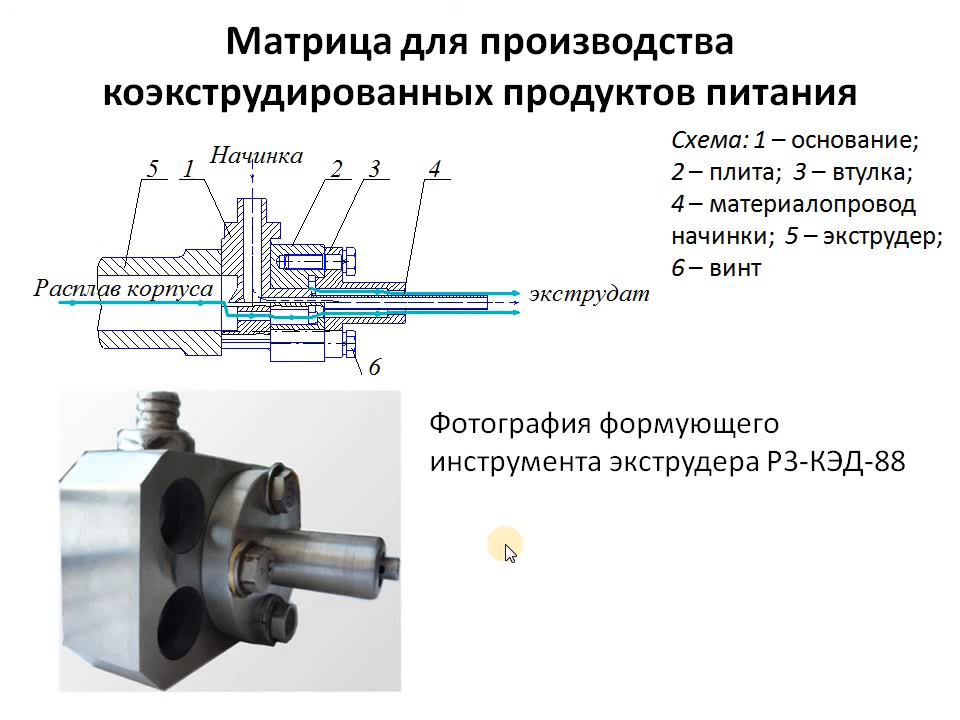 Матрица для производства
коэкструдированных продуктов питания
Схема: 1 – основание;
2 – плита; 3 – втулка;
4 – материалопровод
начинки; 5 – экструдер;
6 – винт
5 1 Начинка 2 3 4
Расплав корпуса
экструдат
6
Фотография формующего
инструмента экструдера РЗ-КЭД-88